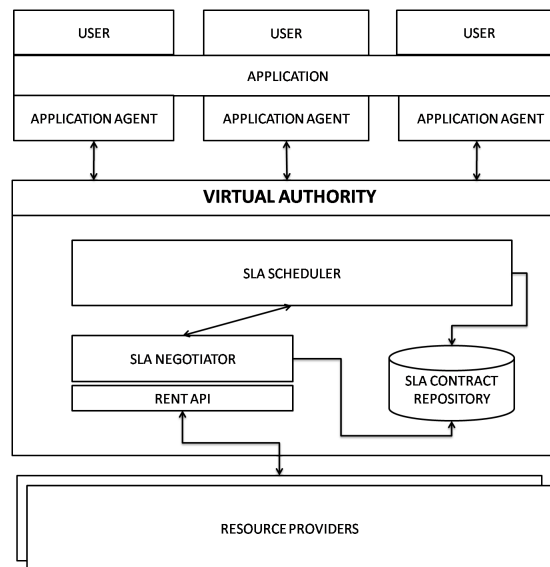 USER
USER
USER
APPLICATION
APPLICATION AGENT
APPLICATION AGENT
APPLICATION AGENT
VIRTUAL AUTHORITY
SLA SCHEDULER
SLA NEGOTIATOR
RENT API
SLA CONTRACT
REPOSITORY
RESOURCE PROVIDERS